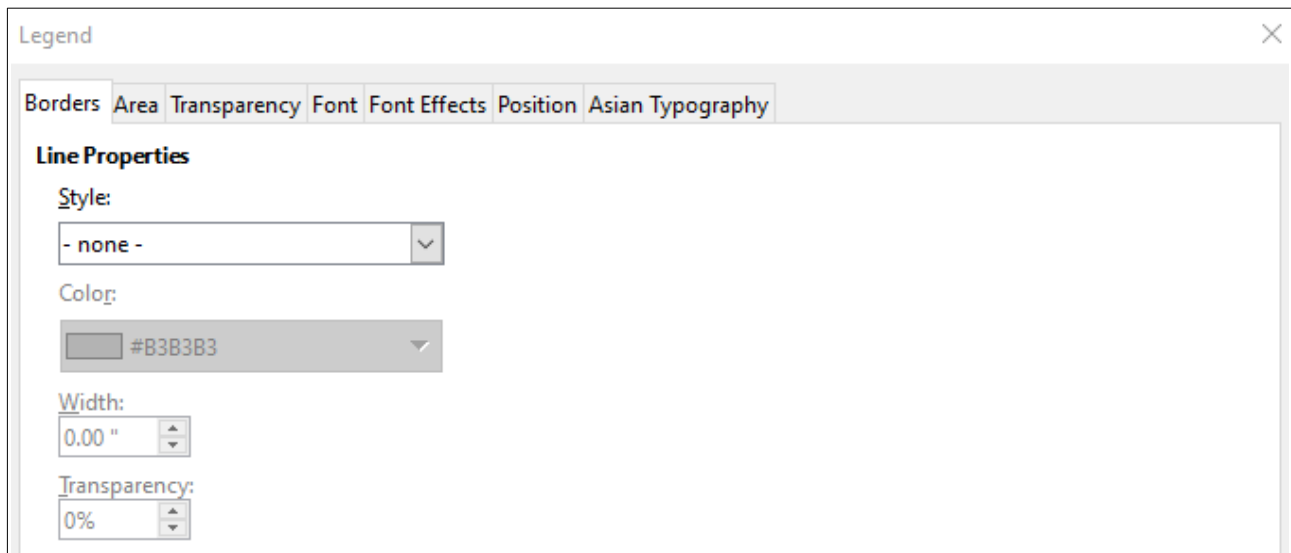 Legend
Borders Area Transparency Font Font Effects Position Asian Typography
Line Properties
Style:
- none -
Color:
#B3B3B3
Width:
0.00 "
Transparency:
0%